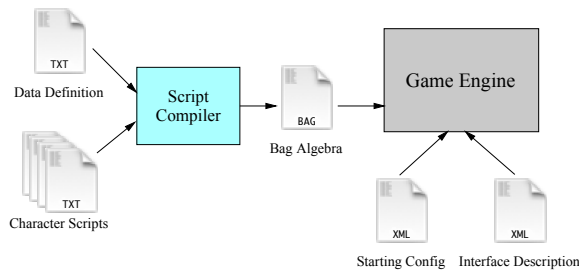 TXT
Data Definition
Script
Compiler
BAG
Bag Algebra
Game Engine
TXT
Character Scripts
XML
Starting Config
XML
Interface Description